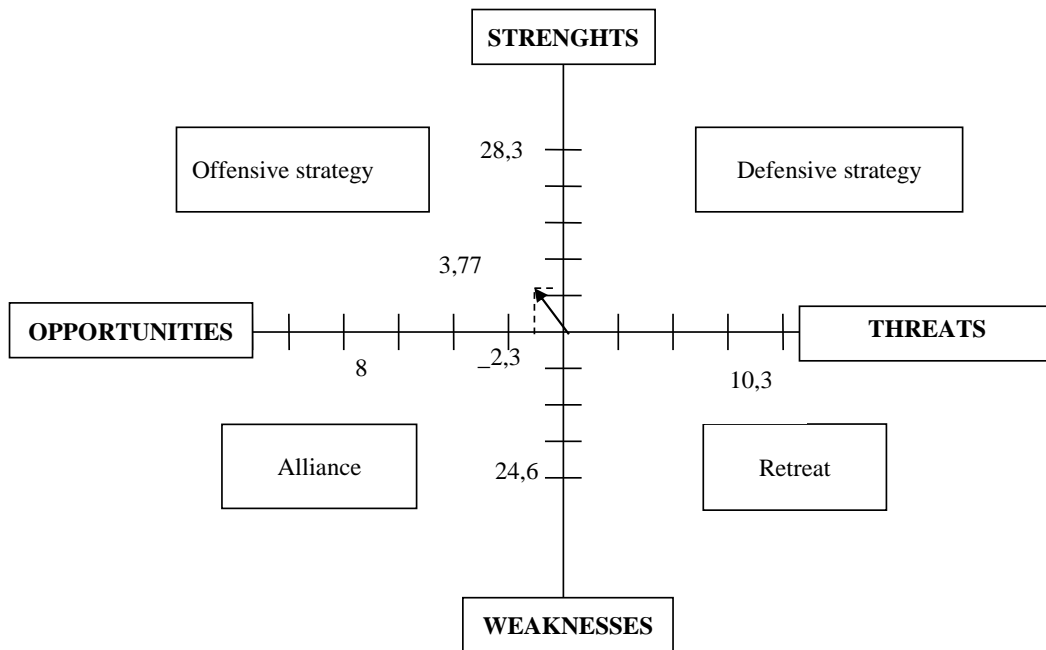 STRENGHTS
28,3
Offensive strategy
Defensive strategy
3,77
OPPORTUNITIES
THREATS
_2,3
8
10,3
Alliance
24,6
Retreat
WEAKNESSES